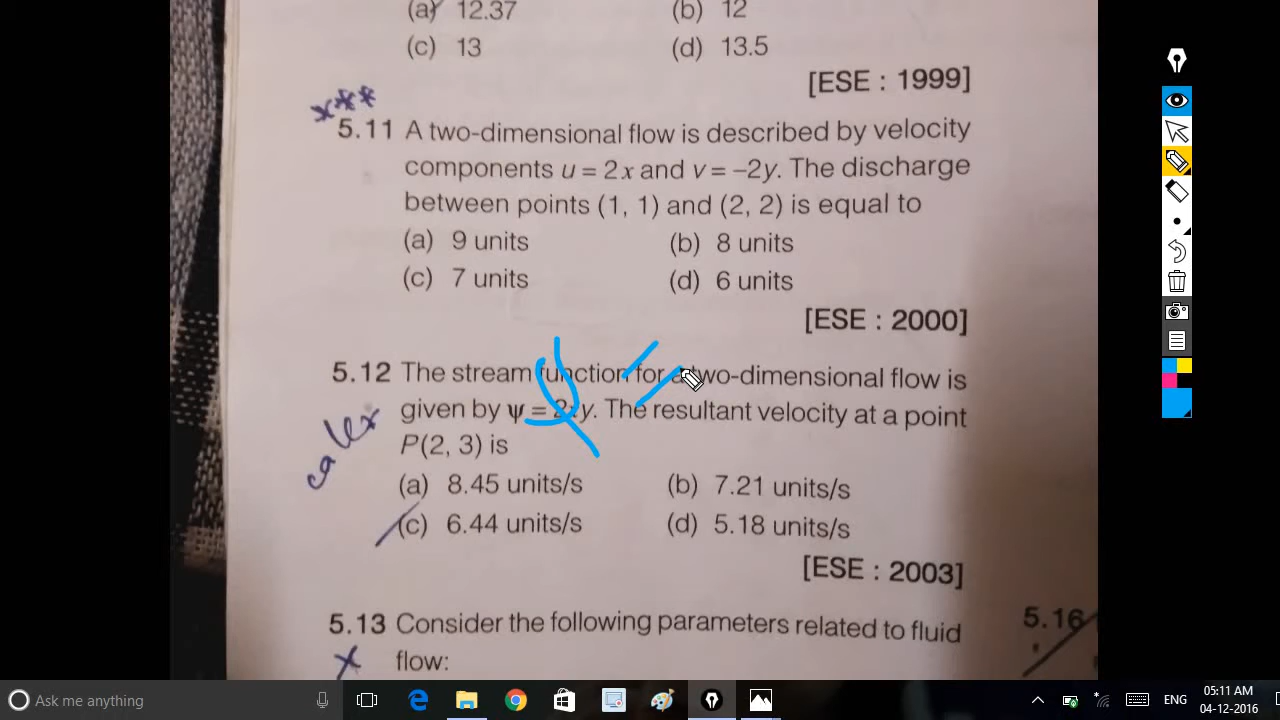 (a) 12.37 (b) 12
(c) 13 (d) 13.5
[ESE : 1999]
5.11 A two-dimensional flow is described by velocity
components u = 2x and v = –2y. The discharge
between points (1, 1) and (2, 2) is equal to
(a) 9 units (b) 8 units
(c) 7 units (d) 6 units
[ESE : 2000]
5.12 The stream function for a two-dimensional flow is
given by ψ = 2xy. The resultant velocity at a point
P(2, 3) is
(a) 8.45 units/s (b) 7.21 units/s
(c) 6.44 units/s (d) 5.18 units/s
[ESE : 2003]
5.13 Consider the following parameters related to fluid
flow:
5.16
Ask me anything
ENG
05:11 AM
04-12-2016